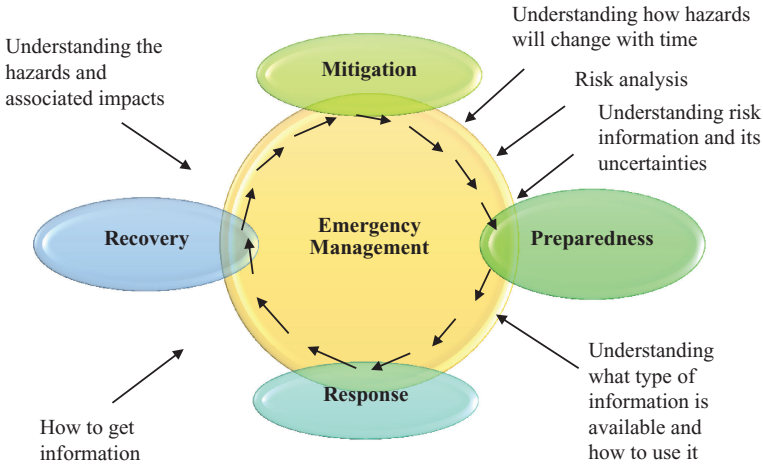 Understanding how hazards
will change with time
Understanding the
hazards and
associated impacts
Mitigation
Risk analysis
Understanding risk
information and its
uncertainties
Recovery
Emergency
Management
Preparedness
Understanding
what type of
information is
available and
how to use it
Response
How to get
information